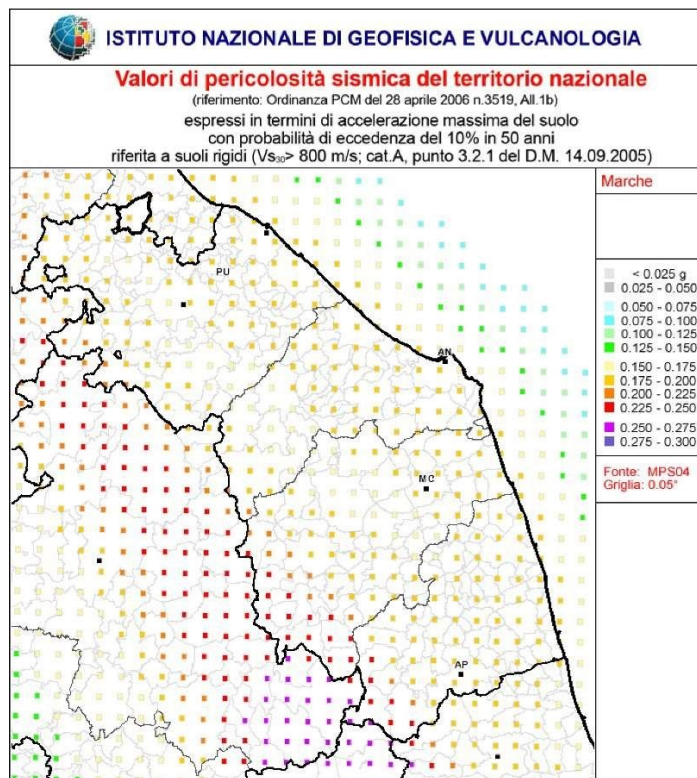 ISTITUTO NAZIONALE DI GEOFISICA E VULCANOLOGIA
Valori di pericolosità sismica del territorio nazionale
(riferimento: Ordinanza PCM del 28 aprile 2006 n.3519, All.1b)
espressi in termini di accelerazione massima del suolo
con probabilità di eccedenza del 10% in 50 anni
riferita a suoli rigidi (Vs₃₀> 800 m/s; cat.A, punto 3.2.1 del D.M. 14.09.2005)
Marche
< 0.025 g
0.025 - 0.050
0.050 - 0.075
0.075 - 0.100
0.100 - 0.125
0.125 - 0.150
0.150 - 0.175
0.175 - 0.200
0.200 - 0.225
0.225 - 0.250
0.250 - 0.275
0.275 - 0.300
Fonte: MPS04
Griglia: 0.05°
PU
AN
MC
AP